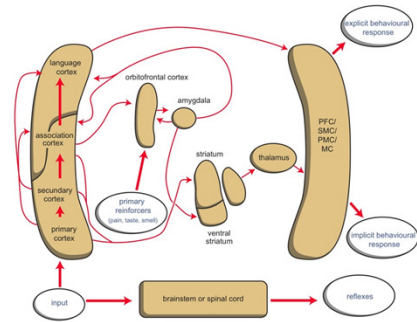 explicit behavioural
response
language
cortex
orbitofrontal cortex
amygdala
association
cortex
PFC/
SMC/
PMC/
MC
striatum
thalamus
secundary
cortex
primary
reinforcers
(pain, taste, smell)
primary
cortex
ventral
striatum
implicit behavioural
response
input
brainstem or spinal cord
reflexes